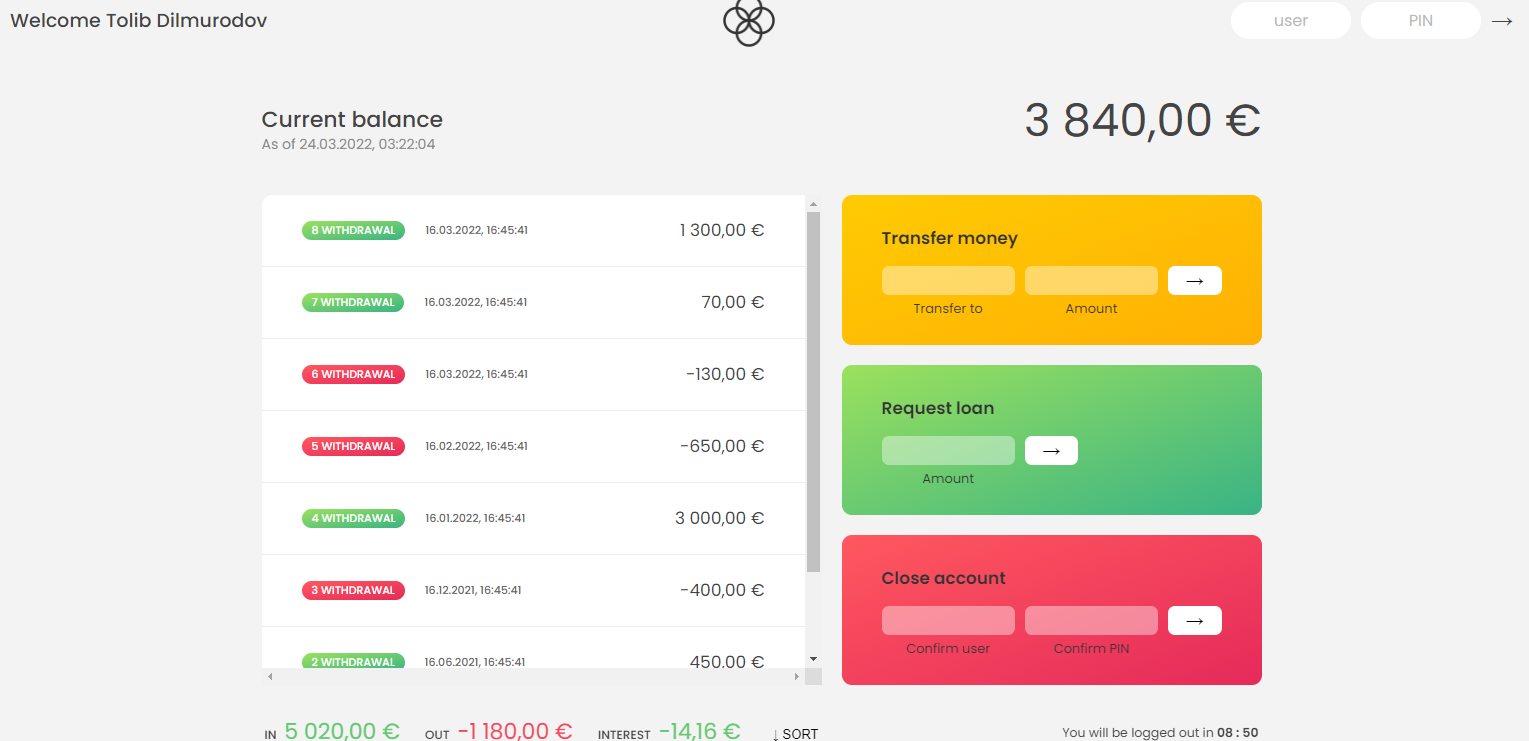 Welcome Tolib Dilmurodov
user PIN →
Current balance
As of 24.03.2022, 03:22:04
3 840,00 €
8 WITHDRAWAL 16.03.2022, 16:45:41 1 300,00 €
7 WITHDRAWAL 16.03.2022, 16:45:41 70,00 €
6 WITHDRAWAL 16.03.2022, 16:45:41 -130,00 €
5 WITHDRAWAL 16.02.2022, 16:45:41 -650,00 €
4 WITHDRAWAL 16.01.2022, 16:45:41 3 000,00 €
3 WITHDRAWAL 16.12.2021, 16:45:41 -400,00 €
2 WITHDRAWAL 16.06.2021, 16:45:41 450,00 €
Transfer money
→
Transfer to Amount
Request loan
→
Amount
Close account
→
Confirm user Confirm PIN
IN 5 020,00 € OUT -1 180,00 € INTEREST -14,16 € ↓ SORT
You will be logged out in 08 : 50